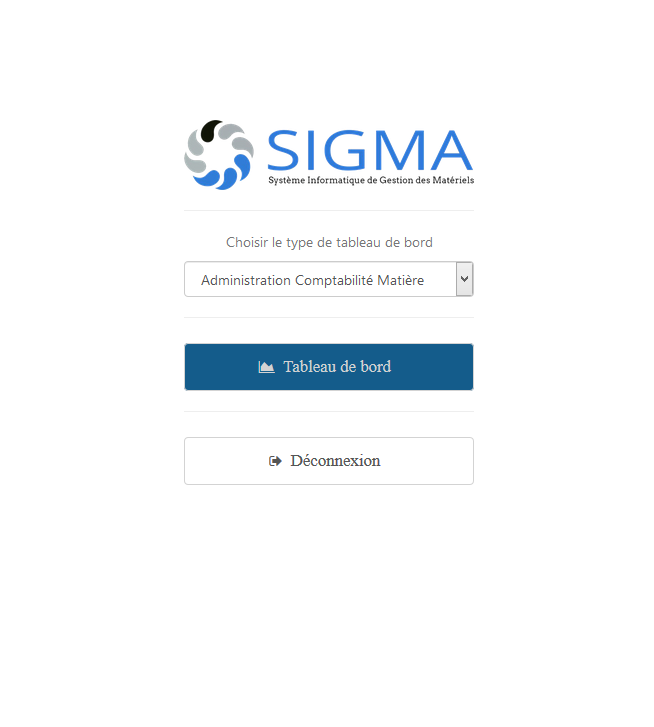 SIGMA
Système Informatique de Gestion des Matériels
Choisir le type de tableau de bord
Administration Comptabilité Matière
Tableau de bord
Déconnexion